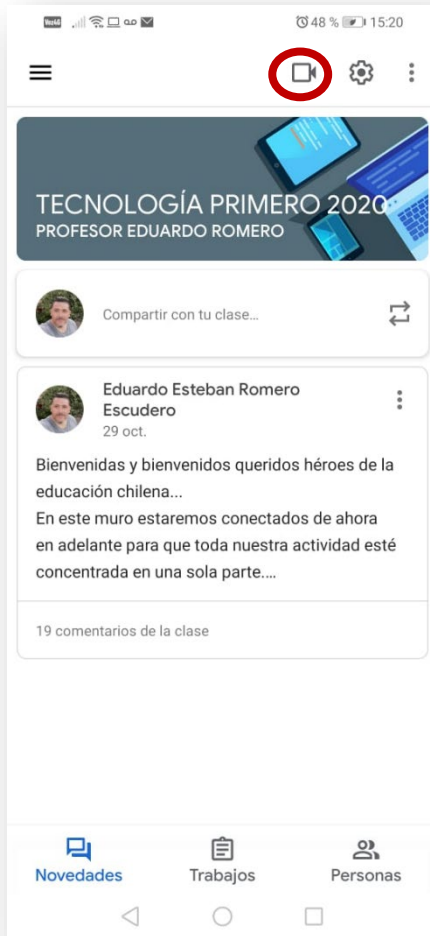 48 % 15:20
TECNOLOGÍA PRIMERO 2020
PROFESOR EDUARDO ROMERO
Compartir con tu clase...
Eduardo Esteban Romero
Escudero
29 oct.
Bienvenidas y bienvenidos queridos héroes de la
educación chilena...
En este muro estaremos conectados de ahora
en adelante para que toda nuestra actividad esté
concentrada en una sola parte....
19 comentarios de la clase
Novedades Trabajos Personas